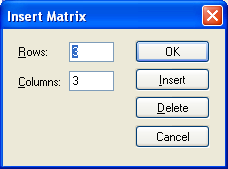 Insert Matrix
Rows: 3
OK
Columns: 3
Insert
Delete
Cancel